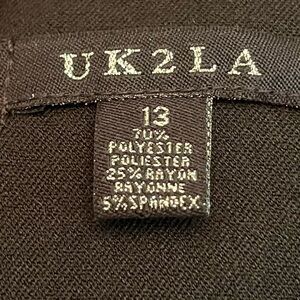 UK2LA
13
70%
POLYESTER
POLIESTER
25% RAYON
RAYONNE
5% SPANDEX